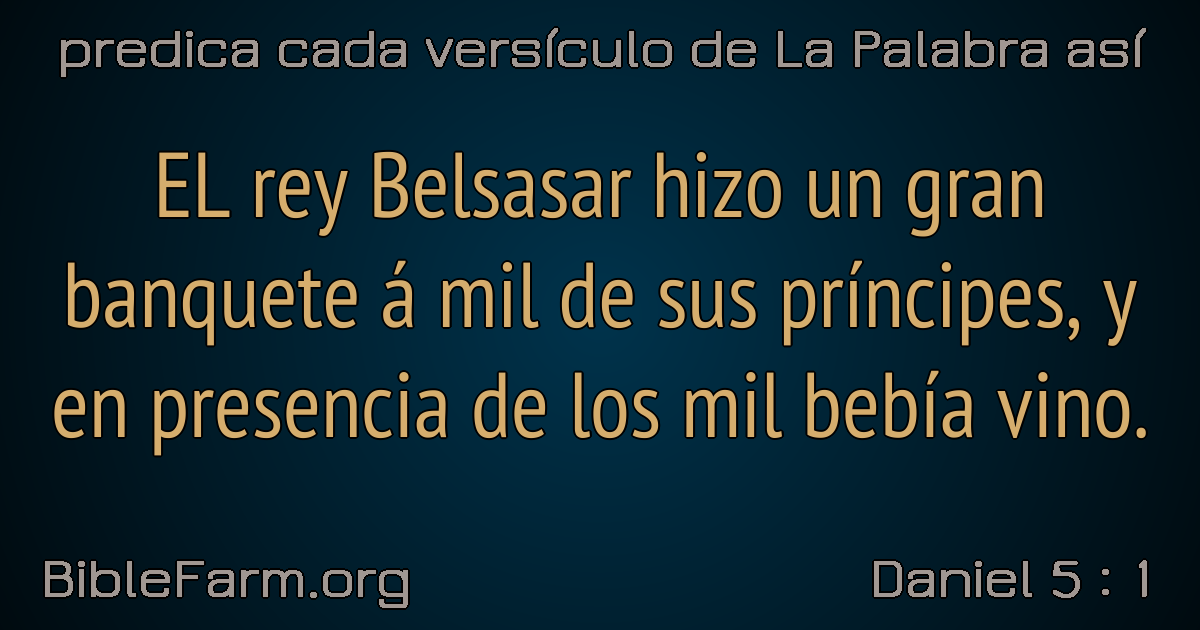 predica cada versículo de La Palabra así
EL rey Belsasar hizo un gran
banquete á mil de sus príncipes, y
en presencia de los mil bebía vino.
BibleFarm.org
Daniel 5 : 1